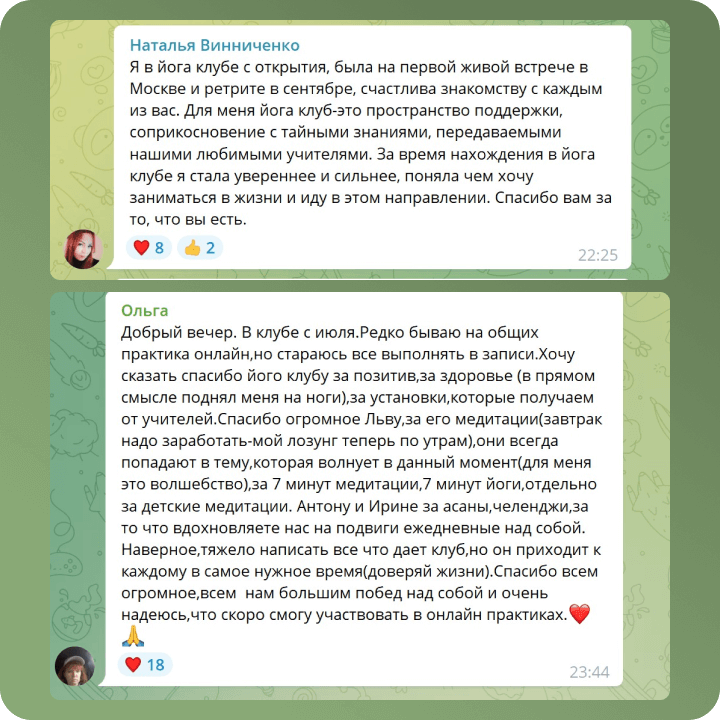 Наталья Винниченко
Я в йога клубе с открытия, была на первой живой встрече в
Москве и ретрите в сентябре, счастлива знакомству с каждым
из вас. Для меня йога клуб-это пространство поддержки,
соприкосновение с тайными знаниями, передаваемыми
нашими любимыми учителями. За время нахождения в йога
клубе я стала увереннее и сильнее, поняла чем хочу
заниматься в жизни и иду в этом направлении. Спасибо вам за
то, что вы есть.
❤️ 8 👍 2
22:25
Ольга
Добрый вечер. В клубе с июля.Редко бываю на общих
практика онлайн,но стараюсь все выполнять в записи.Хочу
сказать спасибо його клубу за позитив,за здоровье (в прямом
смысле поднял меня на ноги),за установки,которые получаем
от учителей.Спасибо огромное Льву,за его медитации(завтрак
надо заработать-мой лозунг теперь по утрам),они всегда
попадают в тему,которая волнует в данный момент(для меня
это волшебство),за 7 минут медитации,7 минут йоги,отдельно
за детские медитации. Антону и Ирине за асаны,челенджи,за
то что вдохновляете нас на подвиги ежедневные над собой.
Наверное,тяжело написать все что дает клуб,но он приходит к
каждому в самое нужное время(доверяй жизни).Спасибо всем
огромное,всем  нам большим побед над собой и очень
надеюсь,что скоро смогу участвовать в онлайн практиках.❤️
🙏
❤️ 18
23:44